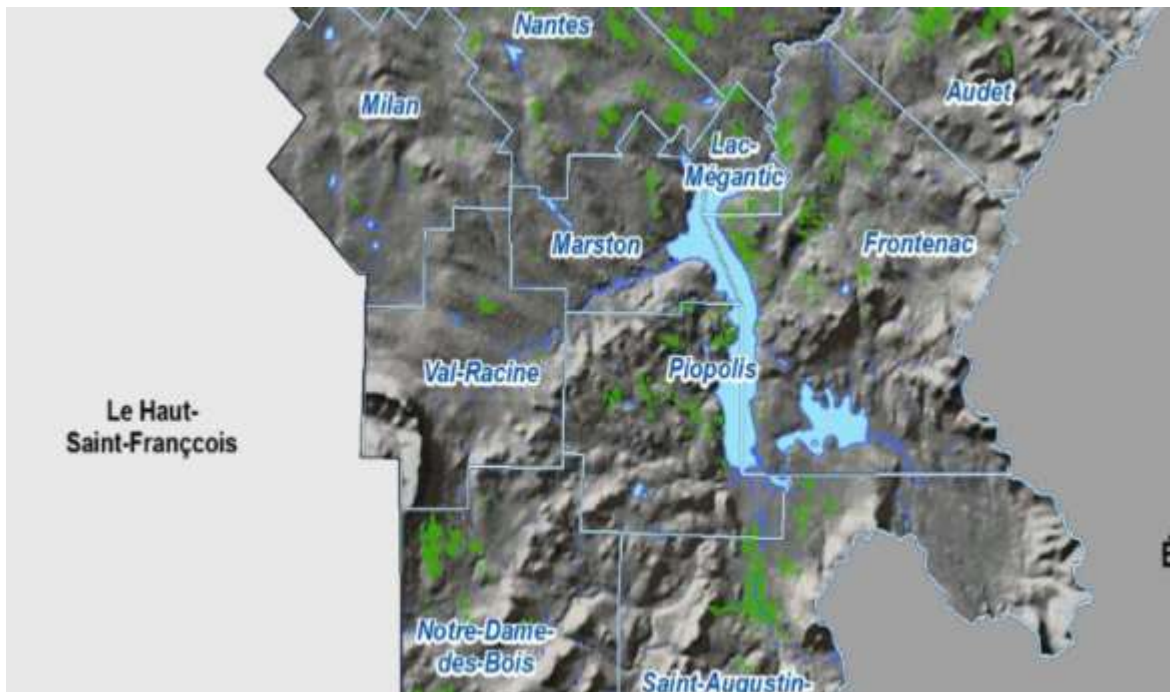 Nantes
Milan
Audet
Lac-
Mégantic
Marston
Frontenac
Val-Racine
Piopolis
Le Haut-
Saint-Françcois
Notre-Dame-
des-Bois
Saint-Augustin-
É